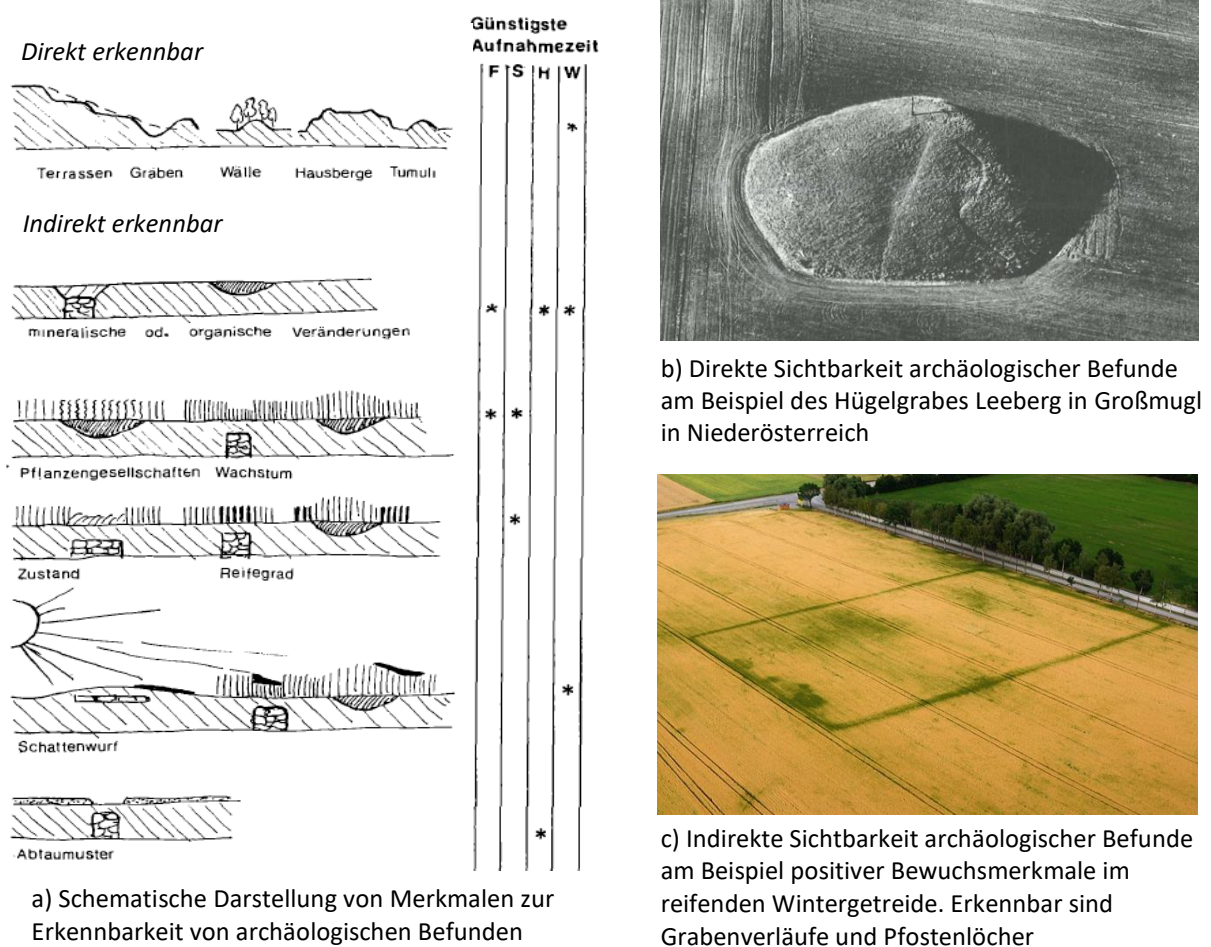 Direkt erkennbar
Günstigste
Aufnahmezeit
F S H W
*
Terrassen Gräben Wälle Hausberge Tumuli
Indirekt erkennbar
* * *
mineralische od. organische Veränderungen
* *
Pflanzengesellschaften Wachstum
*
Zustand Reifegrad
*
Schattenwurf
*
Abtaumuster
a) Schematische Darstellung von Merkmalen zur
Erkennbarkeit von archäologischen Befunden
b) Direkte Sichtbarkeit archäologischer Befunde
am Beispiel des Hügelgrabes Leeberg in Großmugl
in Niederösterreich
c) Indirekte Sichtbarkeit archäologischer Befunde
am Beispiel positiver Bewuchsmerkmale im
reifenden Wintergetreide. Erkennbar sind
Grabenverläufe und Pfostenlöcher